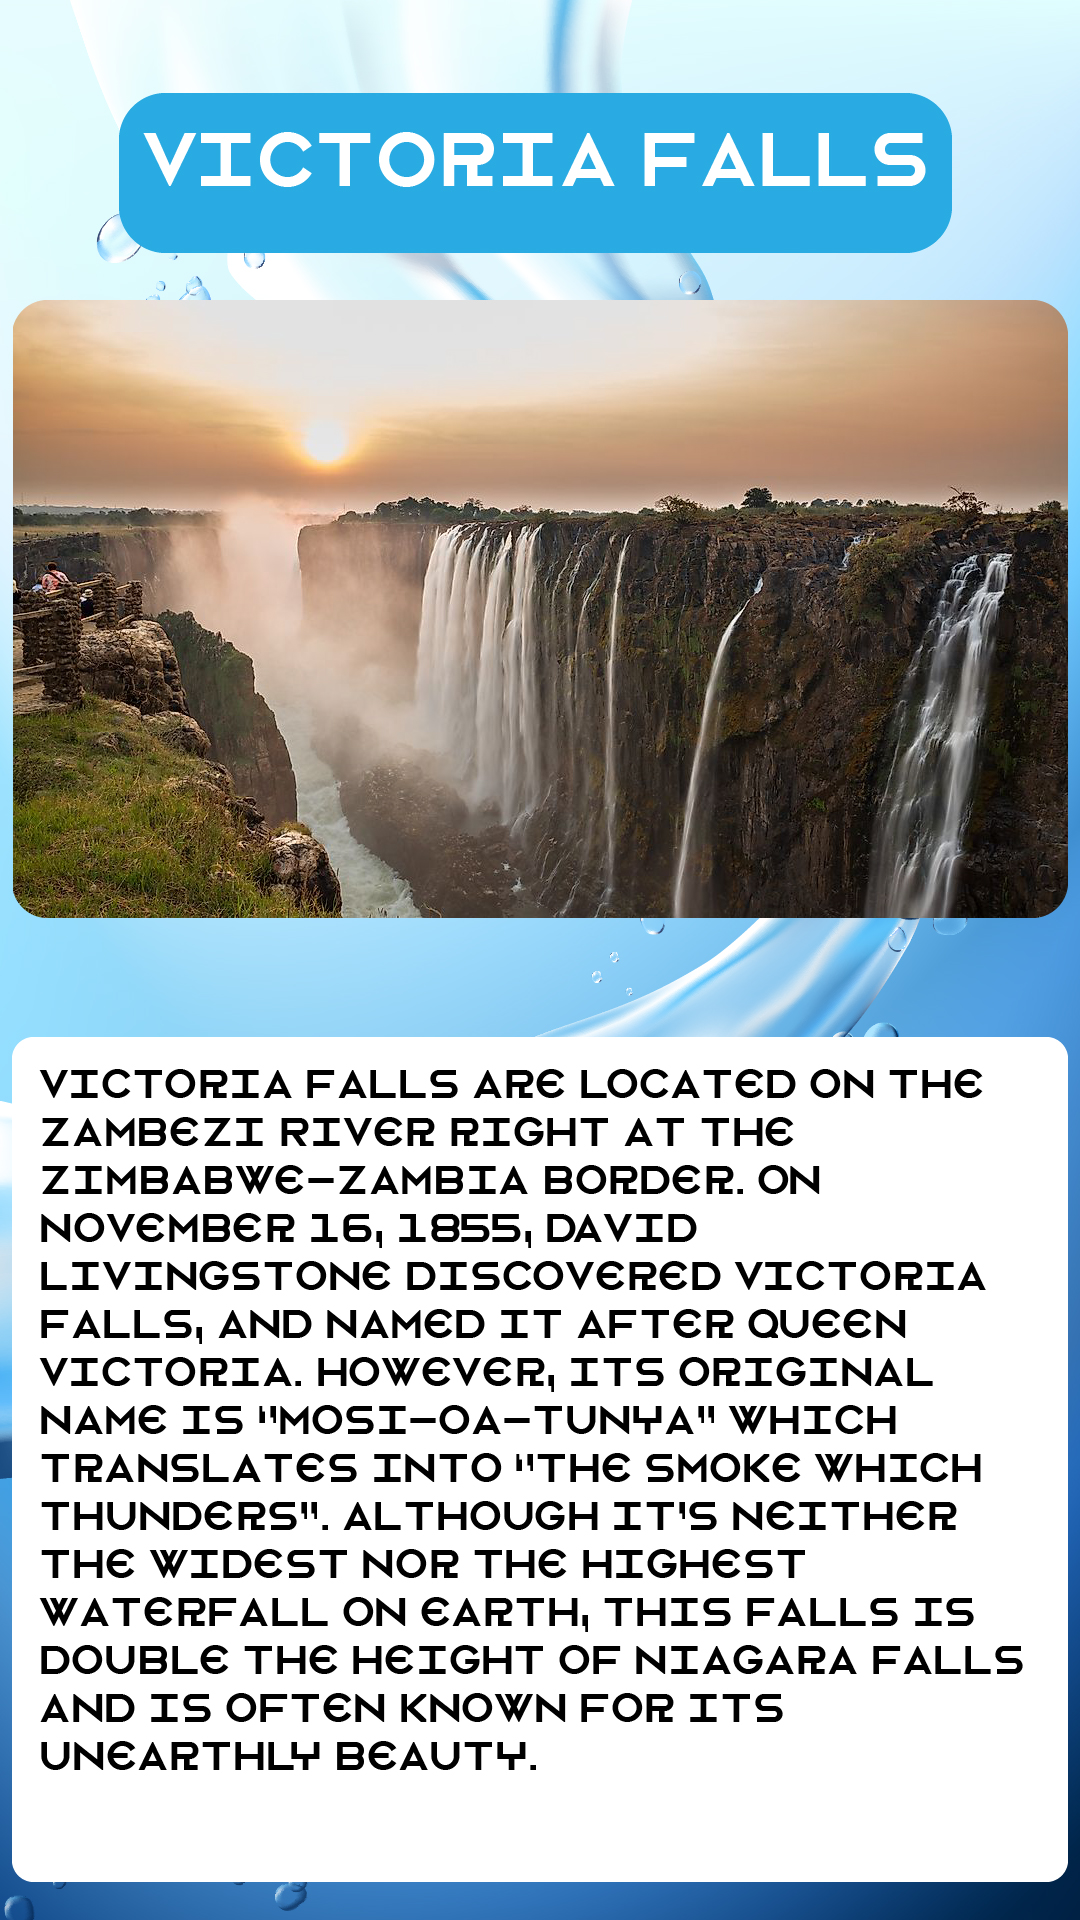 VICTORIA FALLS
VICTORIA FALLS ARE LOCATED ON THE
ZAMBEZI RIVER RIGHT AT THE
ZIMBABWE-ZAMBIA BORDER. ON
NOVEMBER 16, 1855, DAVID
LIVINGSTONE DISCOVERED VICTORIA
FALLS, AND NAMED IT AFTER QUEEN
VICTORIA. HOWEVER, ITS ORIGINAL
NAME IS "MOSI-OA-TUNYA" WHICH
TRANSLATES INTO "THE SMOKE WHICH
THUNDERS". ALTHOUGH IT'S NEITHER
THE WIDEST NOR THE HIGHEST
WATERFALL ON EARTH, THIS FALLS IS
DOUBLE THE HEIGHT OF NIAGARA FALLS
AND IS OFTEN KNOWN FOR ITS
UNEARTHLY BEAUTY.